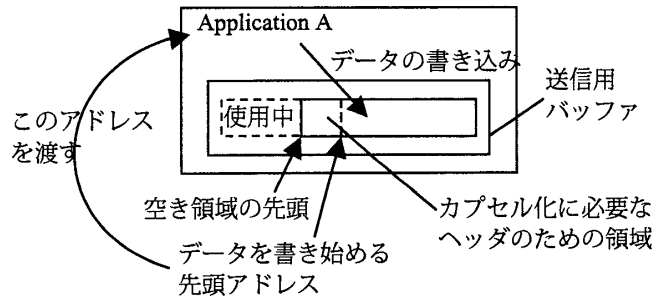 Application A
データの書き込み
送信用
バッファ
使用中
このアドレス
を渡す
空き領域の先頭
カプセル化に必要な
ヘッダのための領域
データを書き始める
先頭アドレス